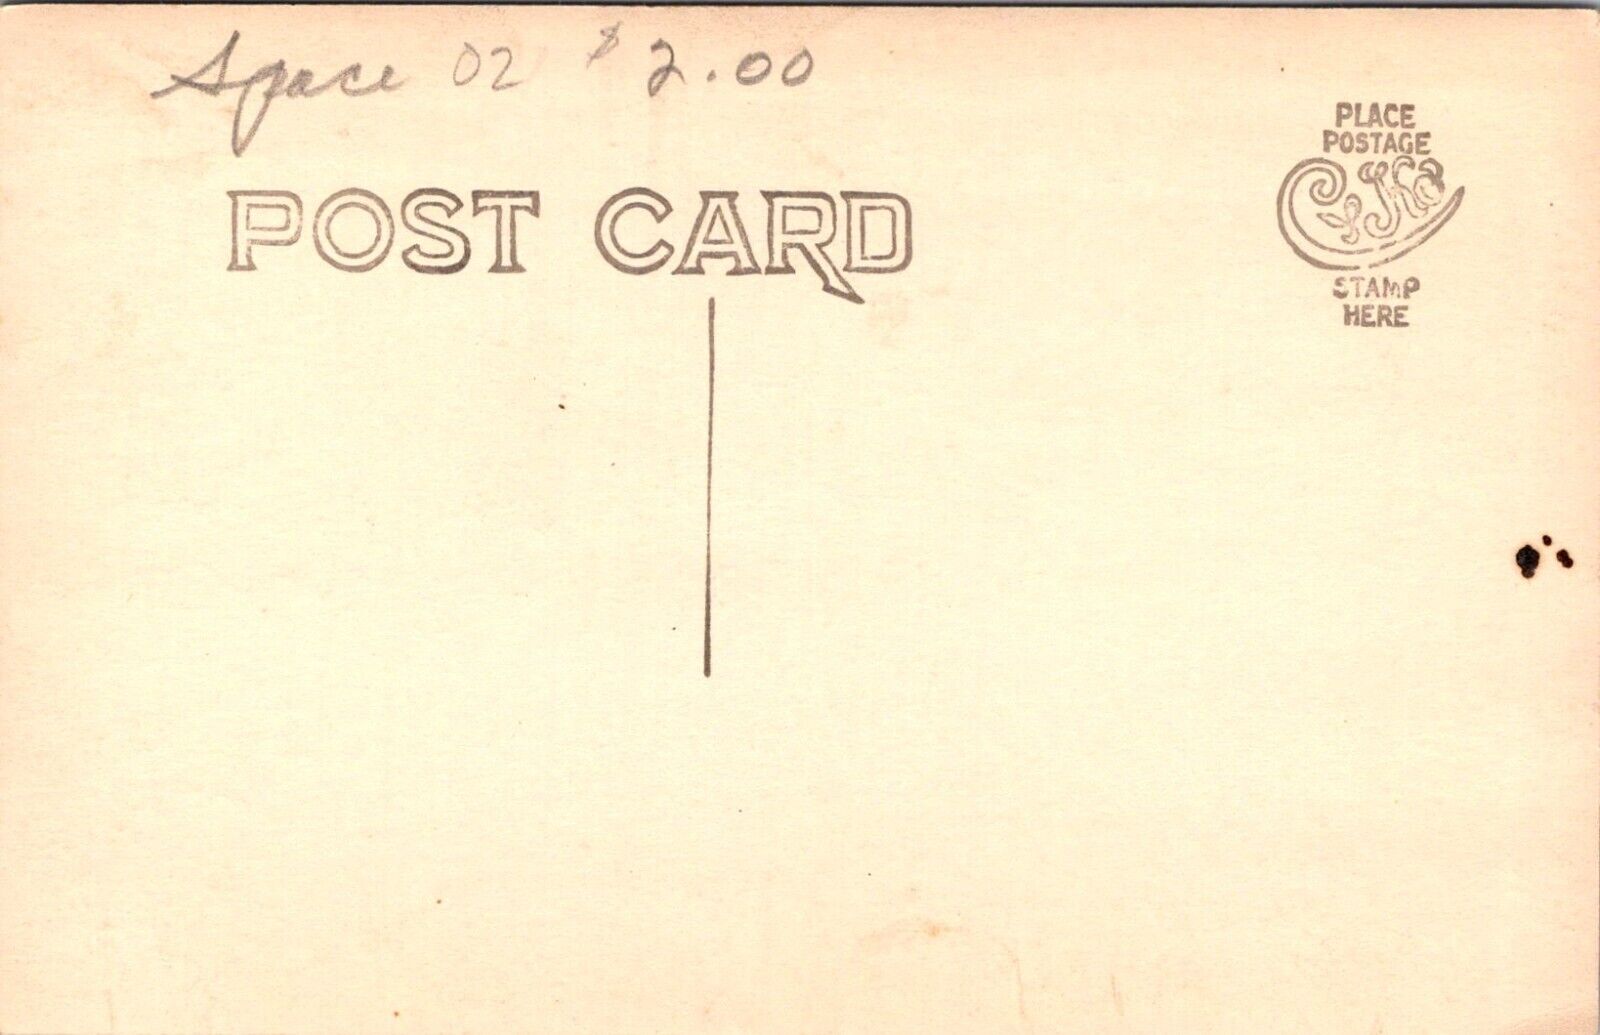 Space 02 $2.00
POST CARD
PLACE
POSTAGE
STAMP
HERE